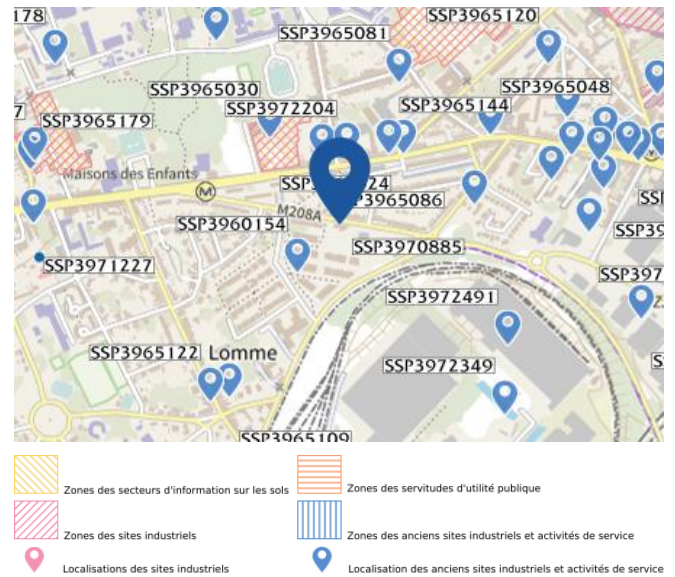 178
SSP3965120
SSP3965081
SSP3965030
SSP3965048
7
SSP3965179
SSP3972204
SSP3965144
Maisons des Enfants
M
24
M
3965086
SSP3960154
M208A
SSP3970885
SSP3971227
SSP3972491
SSP3965122
Lomme
SSP3972349
SSP3965109
Zones des secteurs d'information sur les sols
Zones des servitudes d'utilité publique
Zones des sites industriels
Zones des anciens sites industriels et activités de service
Localisations des sites industriels
Localisation des anciens sites industriels et activités de service